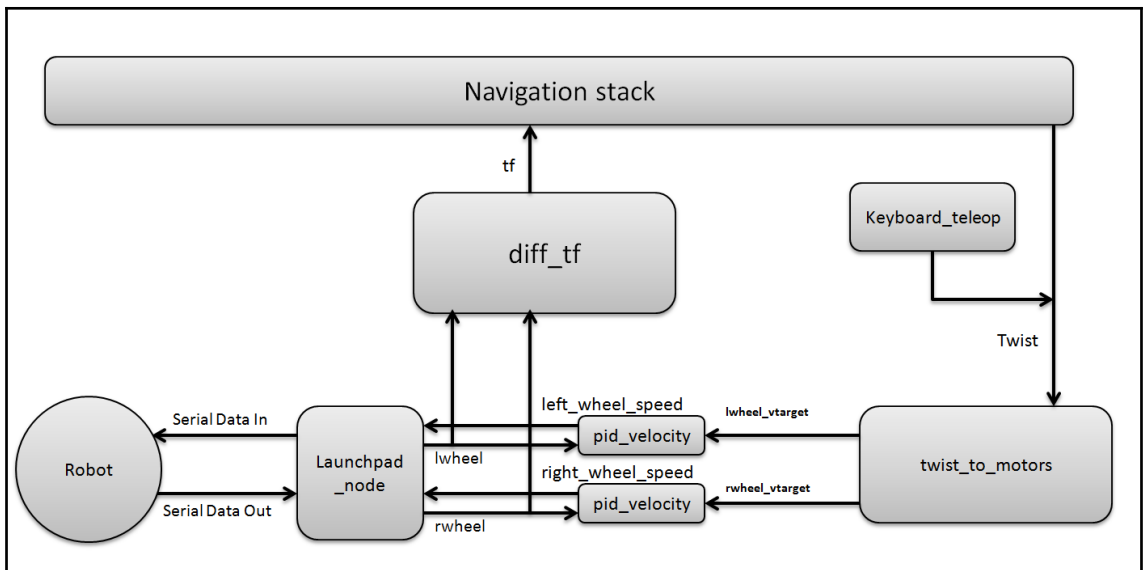 Navigation stack
tf
Keyboard_teleop
diff_tf
Twist
left_wheel_speed
lwheel_vtarget
Serial Data In
pid_velocity
Launchpad
_node
lwheel
twist_to_motors
Robot
right_wheel_speed
rwheel_vtarget
pid_velocity
Serial Data Out
rwheel